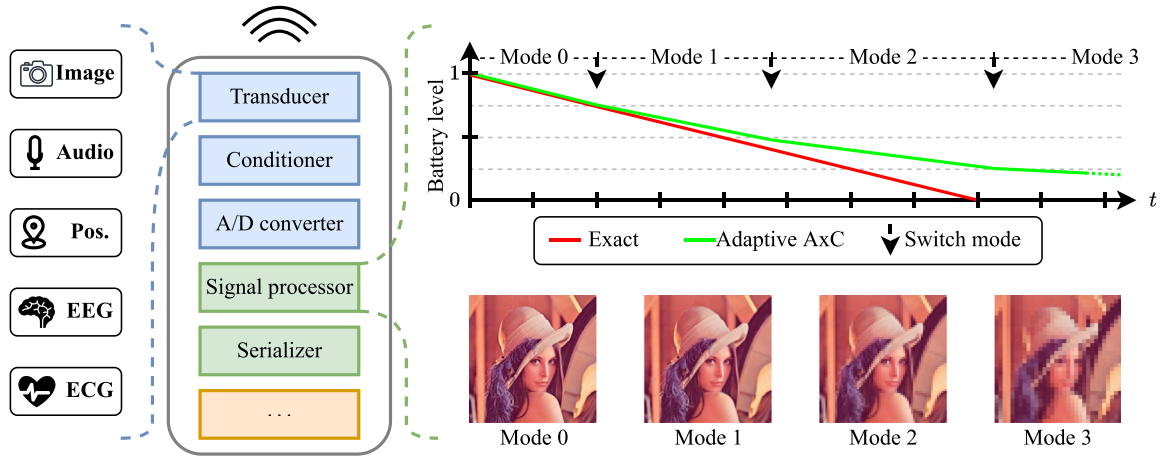 Image
Audio
Pos.
EEG
ECG
Transducer
Conditioner
A/D converter
Signal processor
Serializer
...
Mode 0
Mode 1
Mode 2
Mode 3
Battery level
1
0
t
Exact
Adaptive AxC
Switch mode
Mode 0
Mode 1
Mode 2
Mode 3